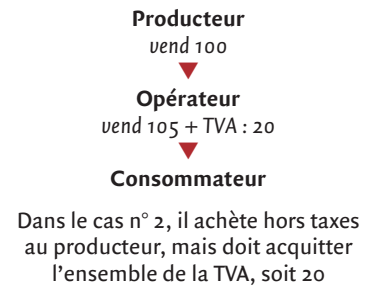 Producteur
vend 100
Opérateur
vend 105 + TVA : 20
Consommateur
Dans le cas n° 2, il achète hors taxes
au producteur, mais doit acquitter
l'ensemble de la TVA, soit 20